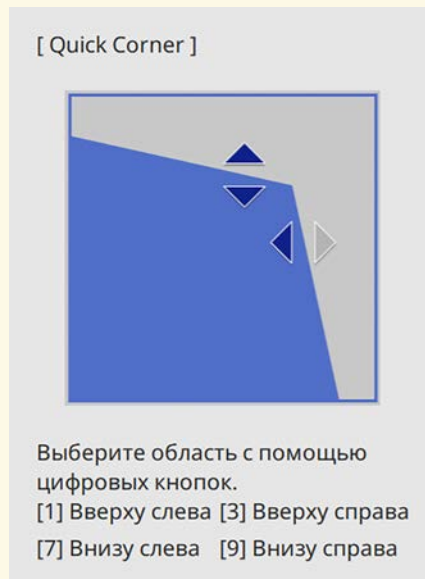 [ Quick Corner ]
Выберите область с помощью
цифровых кнопок.
[1] Вверху слева [3] Вверху справа
[7] Внизу слева [9] Внизу справа